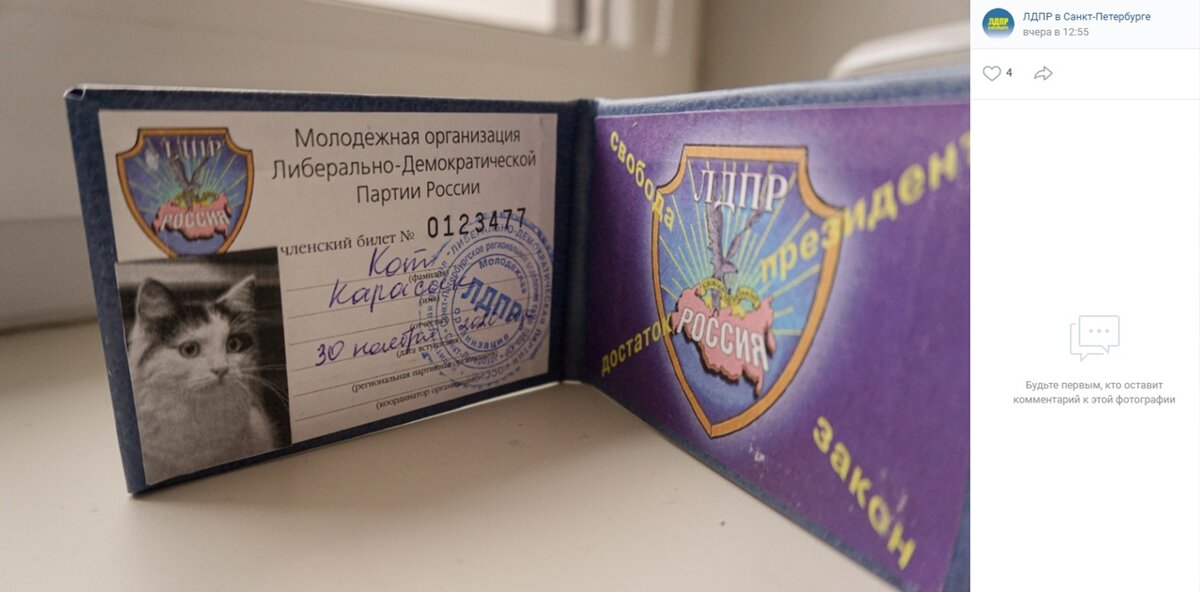 ЛДПР
РОССИЯ
Молодежная организация
Либерально-Демократической
Партии России
членский билет № 0123477
Кот
(фамилия)
Карасик
(имя)
(отчество)
30 ноября 2020
(дата вступления)
(региональная партийная организация)
(координатор организации)
ЛДПР
свобода
президент
ЛДПР
достаток
РОССИЯ
закон
ЛДПР в Санкт-Петербурге
вчера в 12:55
4
Будьте первым, кто оставит
комментарий к этой фотографии